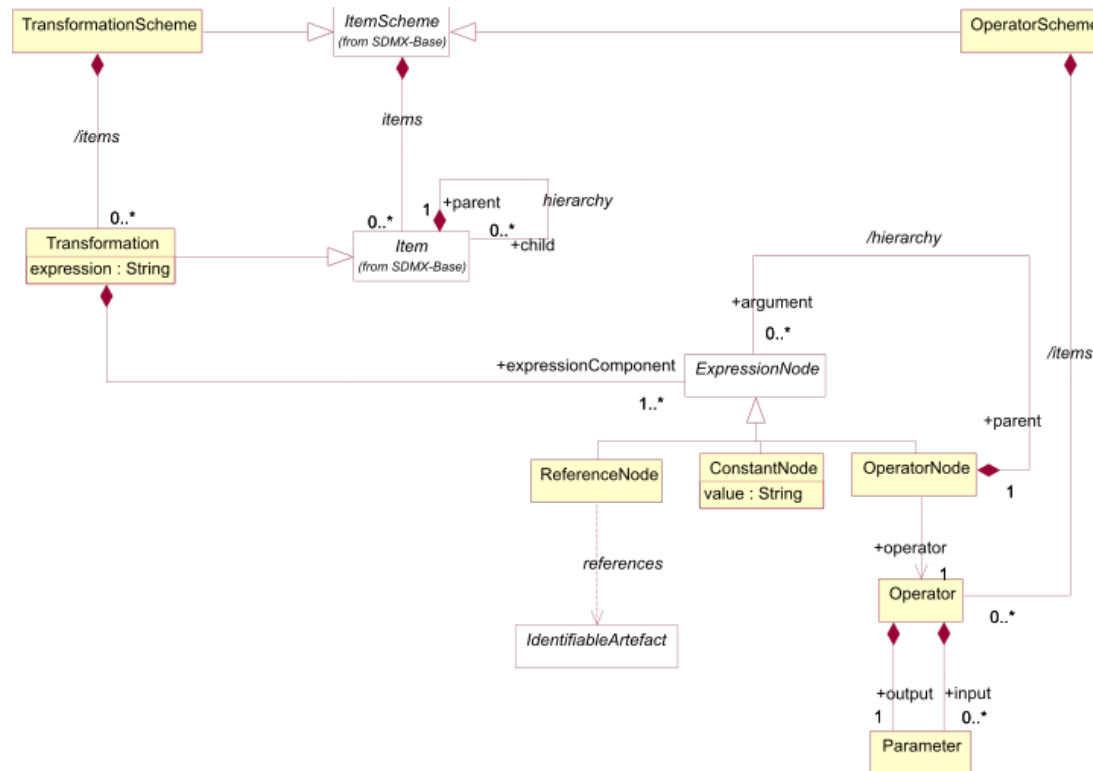 TransformationScheme
ItemScheme
(from SDMX-Base)
OperatorScheme
/items
items
0..*
0..*
1
+parent
hierarchy
0..*
+child
Transformation
expression : String
Item
(from SDMX-Base)
/hierarchy
+argument
0..*
/items
+expressionComponent
1..*
ExpressionNode
+parent
1
ReferenceNode
ConstantNode
value : String
OperatorNode
references
+operator
1
Operator
0..*
IdentifiableArtefact
+output
+input
1
0..*
Parameter